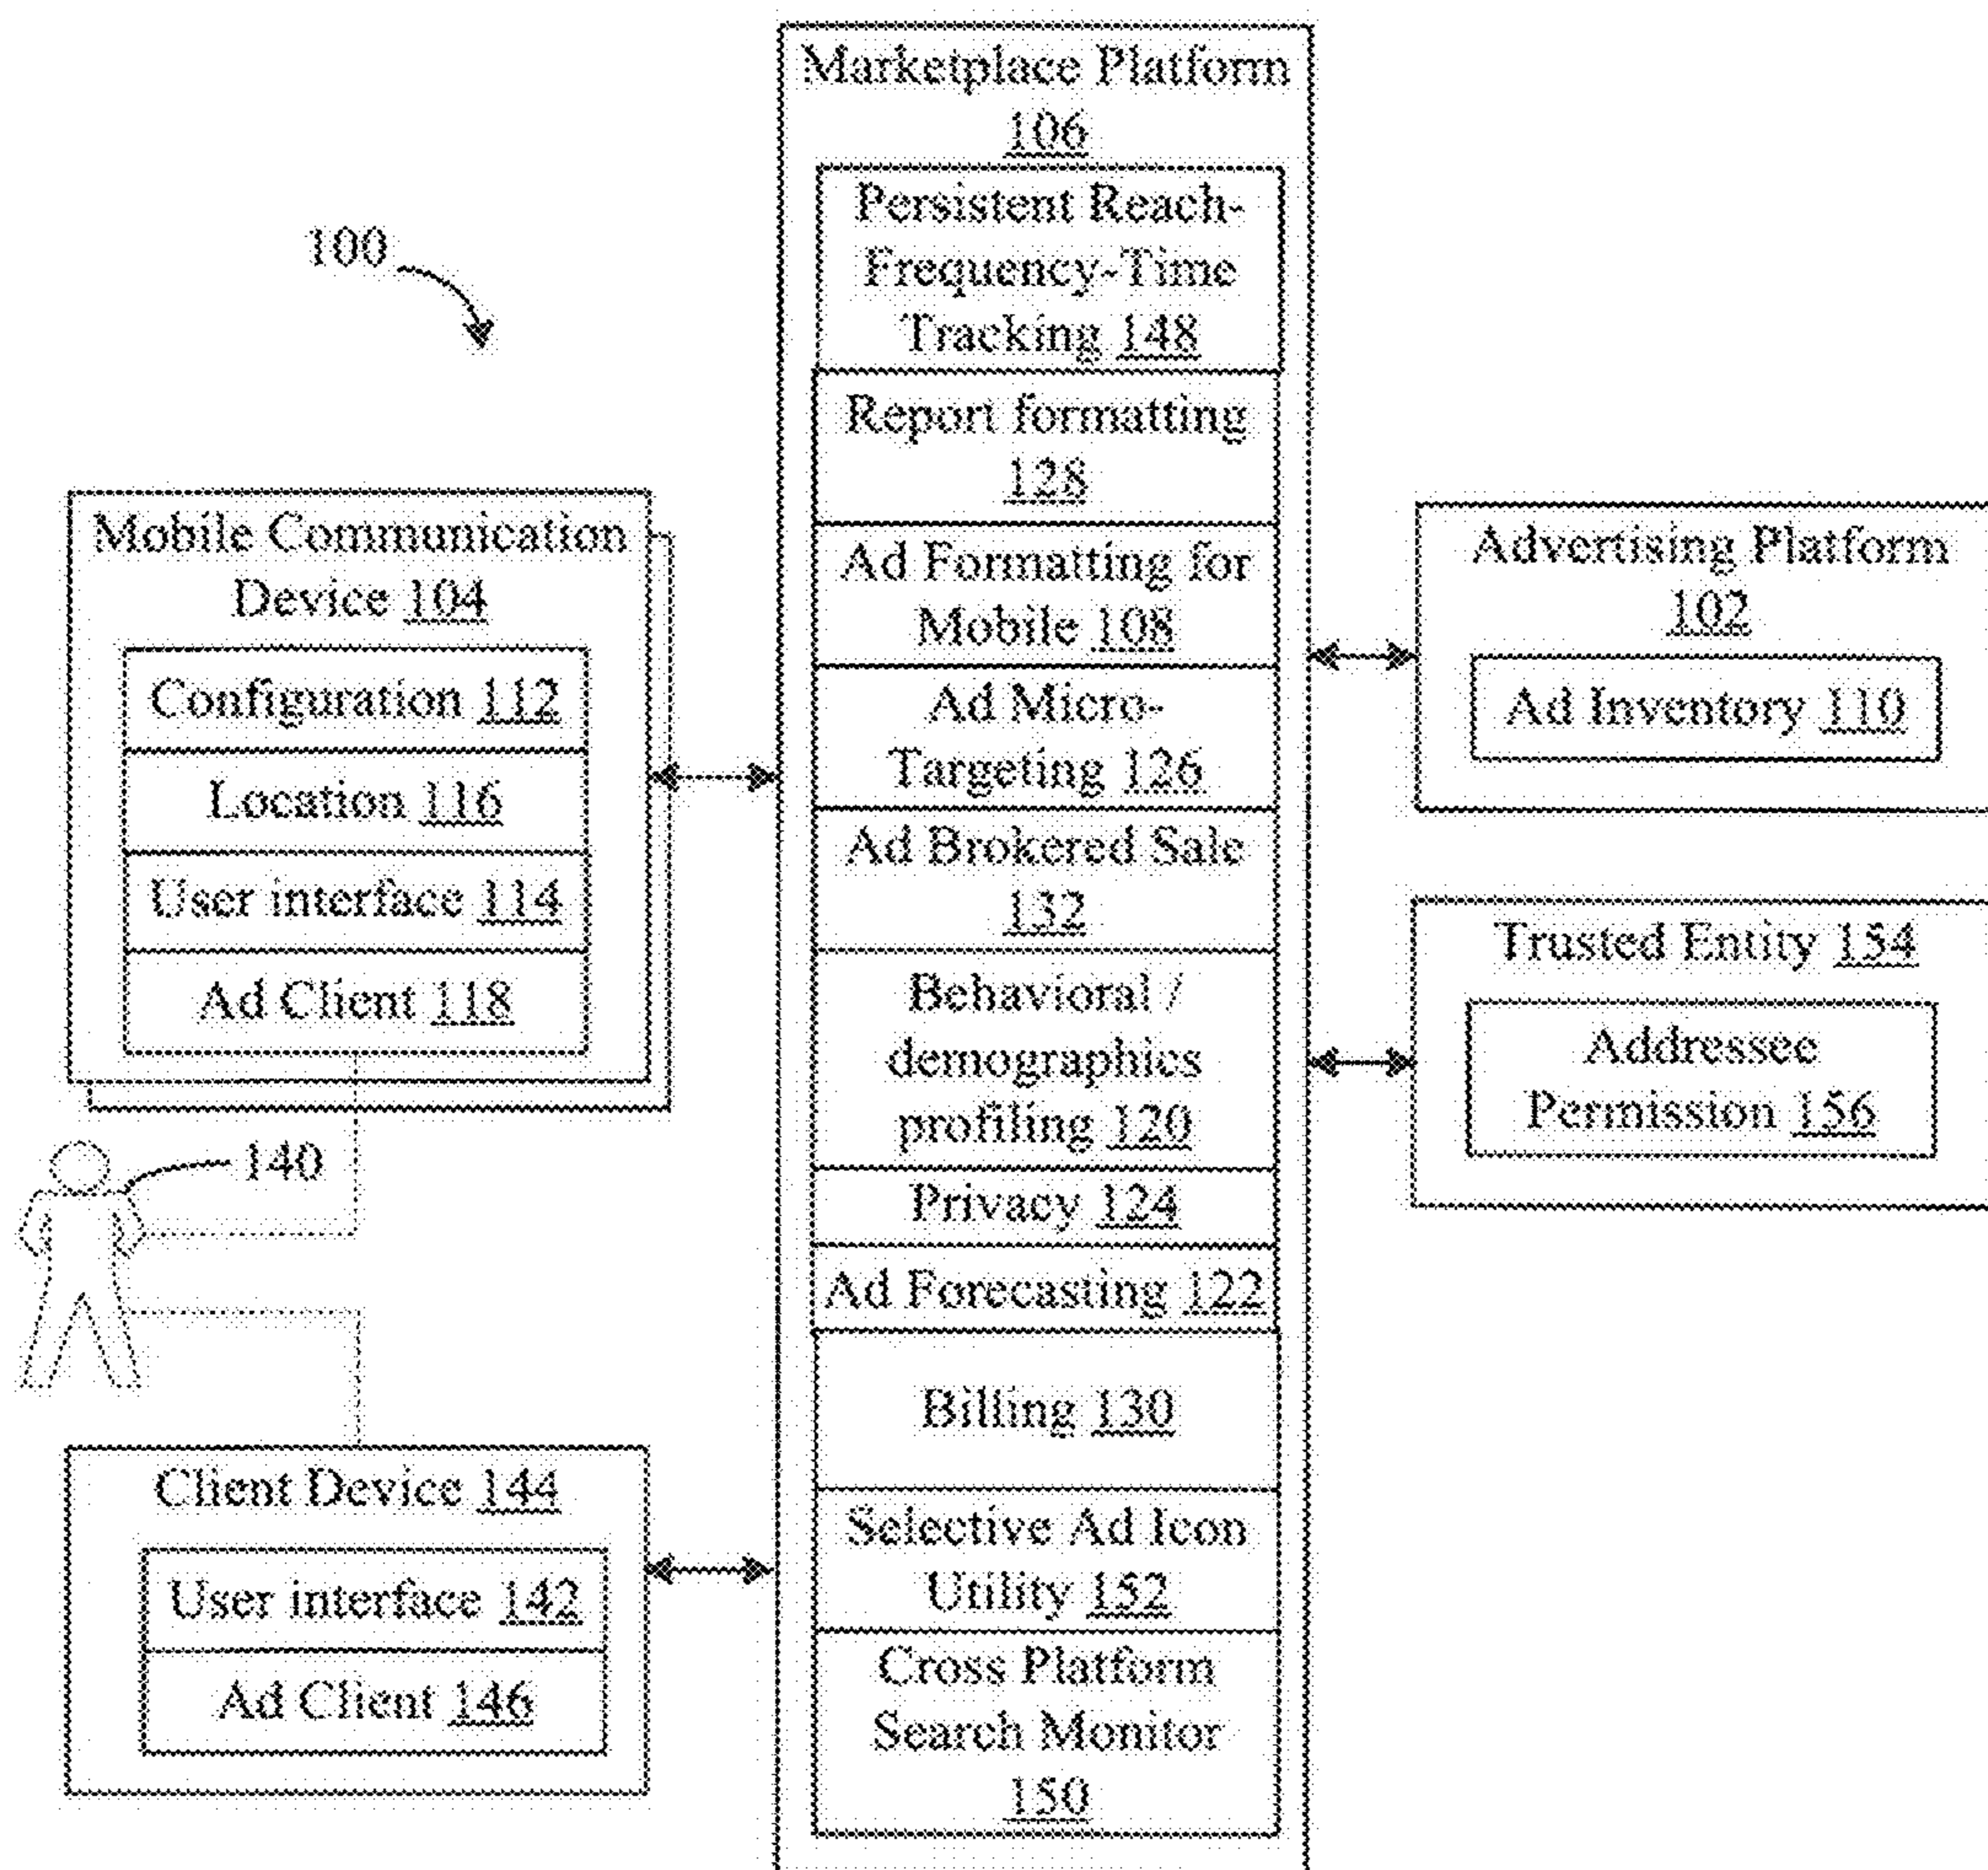 100
Mobile Communication
Device 104
Configuration 112
Location 116
User interface 114
Ad Client 118
140
Client Device 144
User interface 142
Ad Client 146
Marketplace Platform
106
Persistent Reach-
Frequency-Time
Tracking 148
Report formatting
128
Ad Formatting for
Mobile 108
Ad Micro-
Targeting 126
Ad Brokered Sale
132
Behavioral /
demographics
profiling 120
Privacy 124
Ad Forecasting 122
Billing 130
Selective Ad Icon
Utility 152
Cross Platform
Search Monitor
150
Advertising Platform
102
Ad Inventory 110
Trusted Entity 154
Addressee
Permission 156